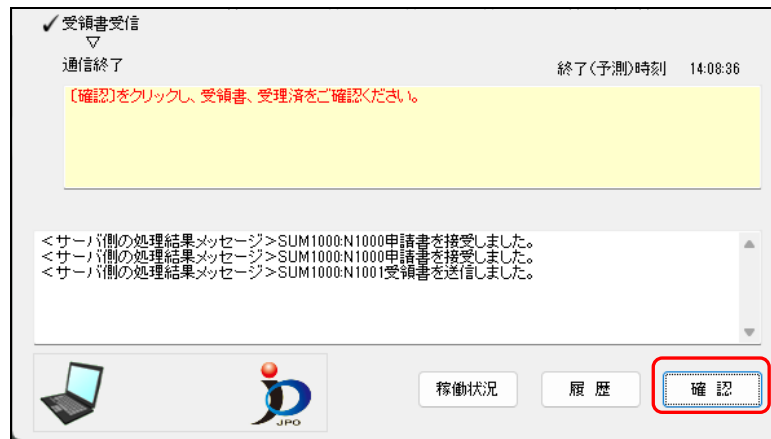 ✓受領書受信
▽
通信終了
終了(予測)時刻 14:08:36
[確認]をクリックし、受領書、受理済をご確認ください。
<サーバ側の処理結果メッセージ>SUM1000:N1000申請書を接受しました。
<サーバ側の処理結果メッセージ>SUM1000:N1000申請書を接受しました。
<サーバ側の処理結果メッセージ>SUM1000:N1001受領書を送信しました。
JPO
稼働状況
履 歴
確 認